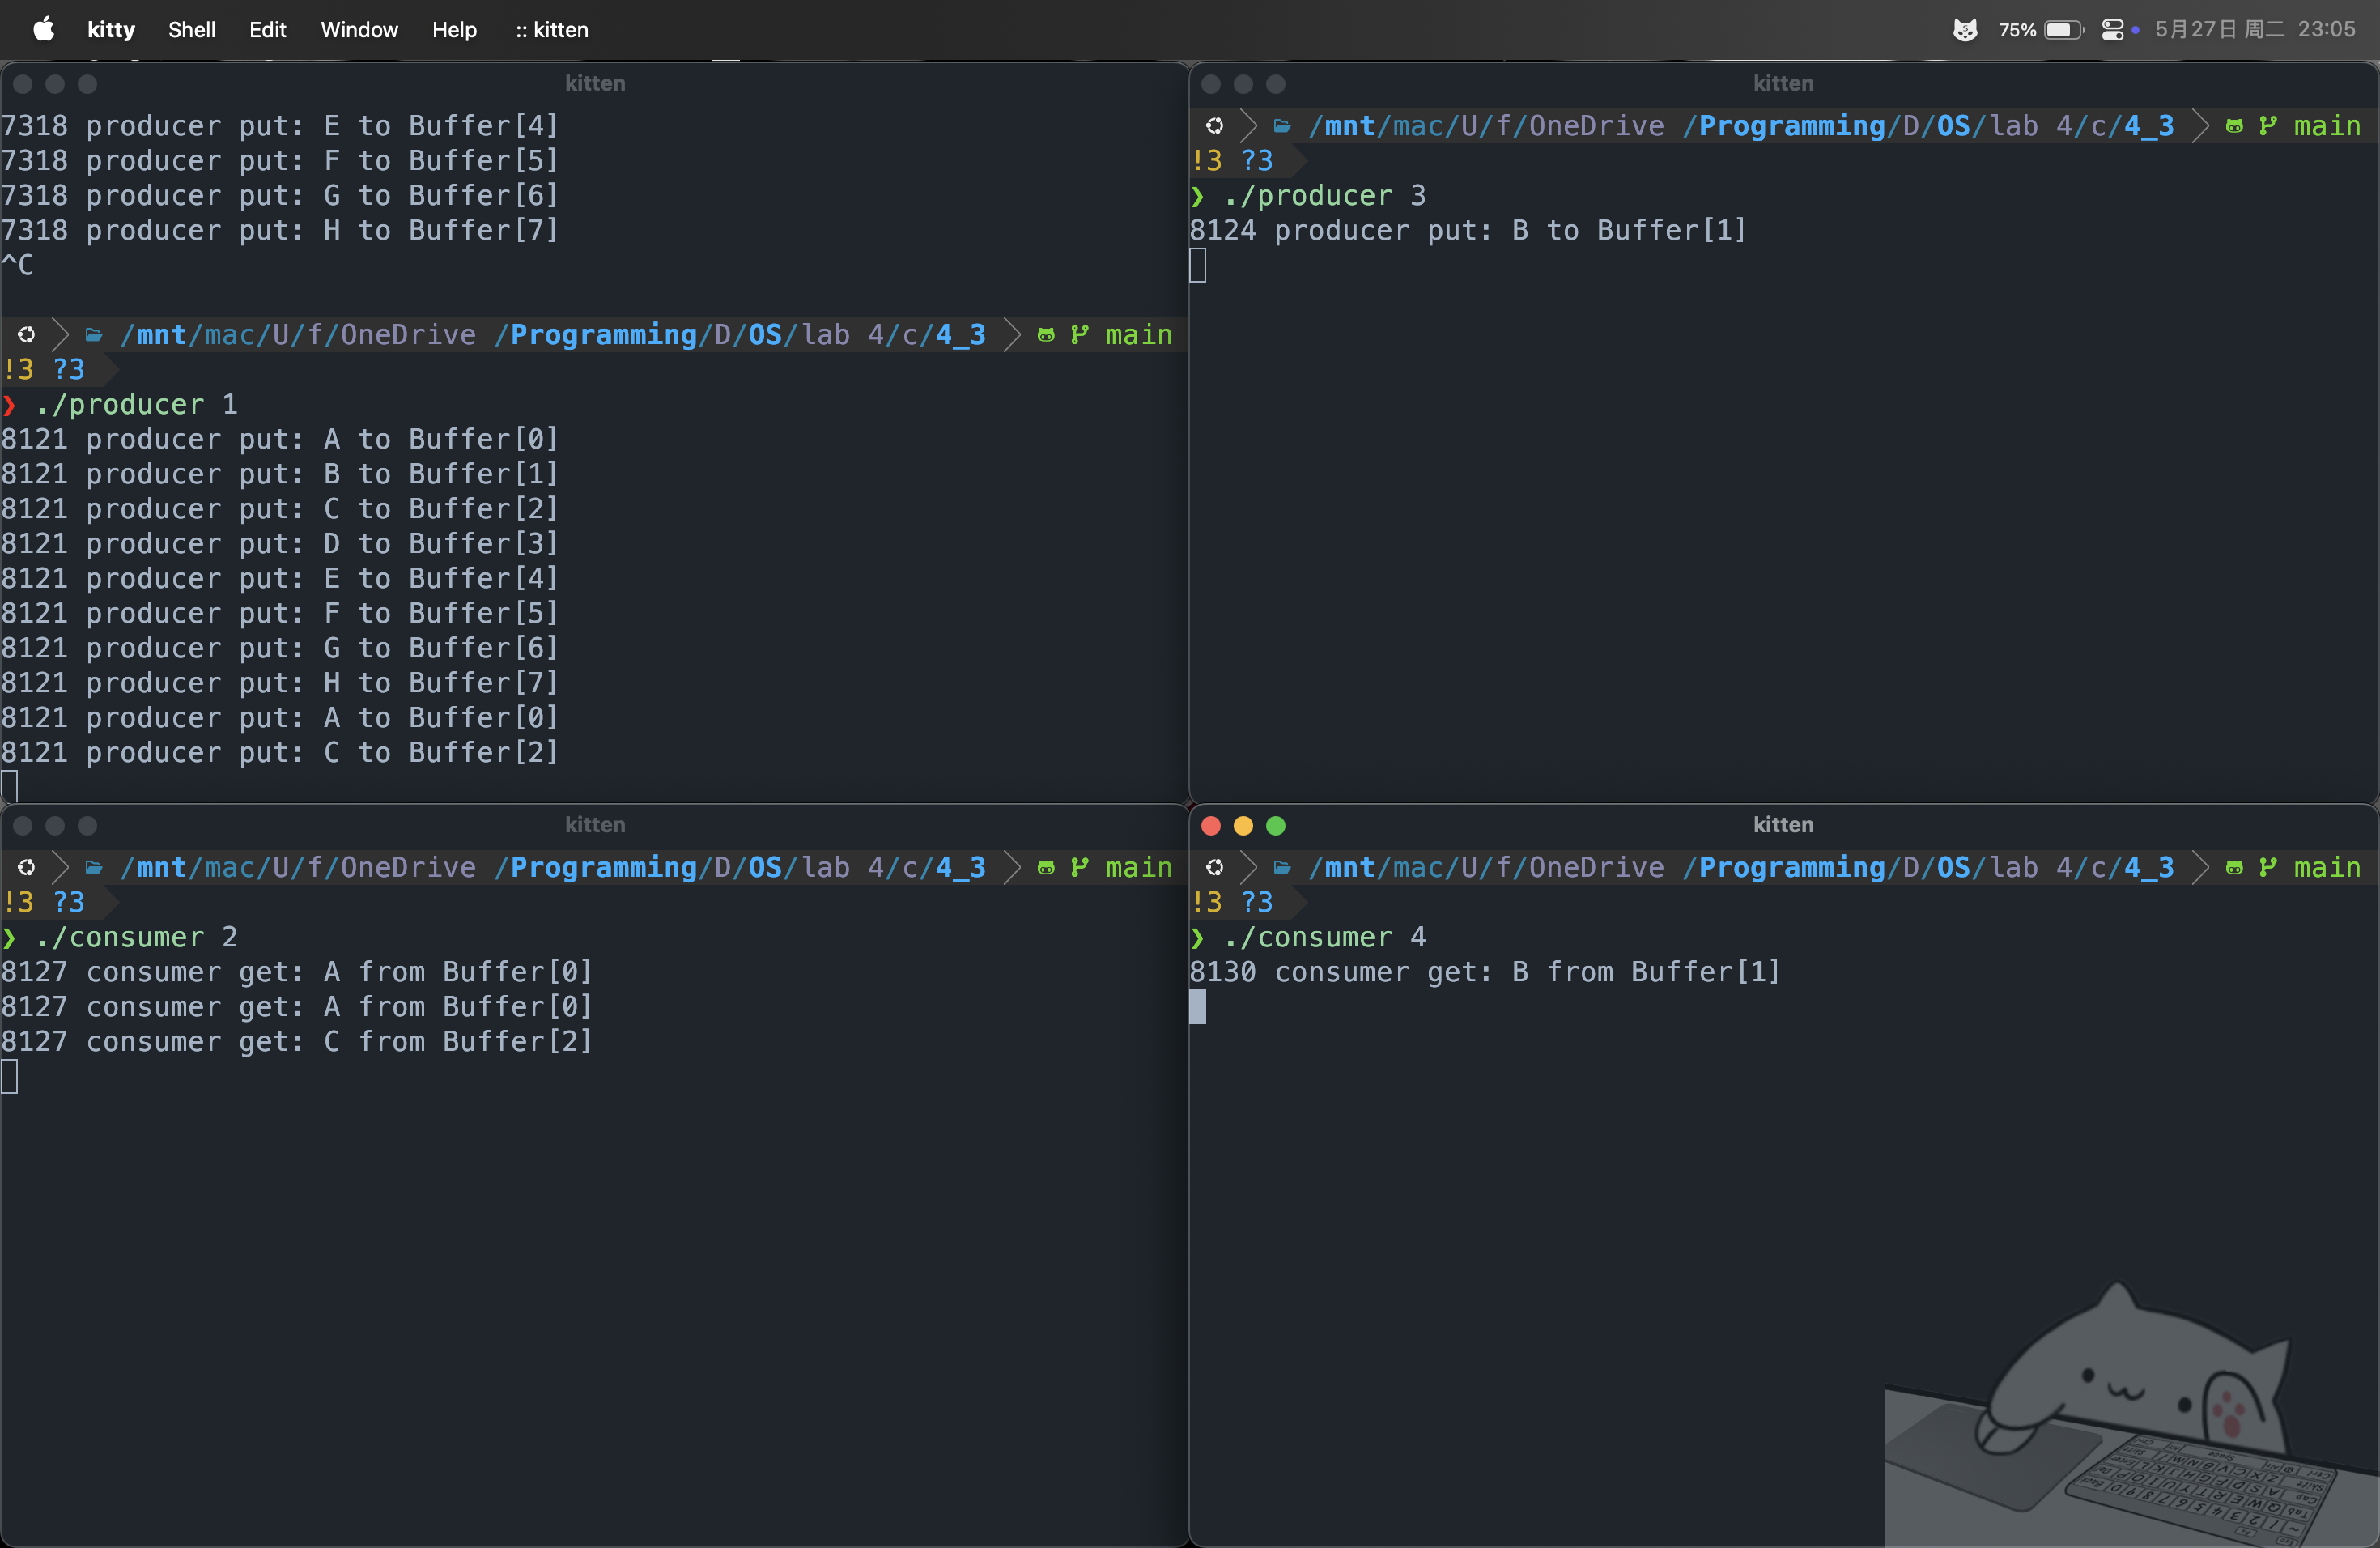 kitty Shell Edit Window Help :: kitten 75% 5月27日 周二 23:05
kitten
7318 producer put: E to Buffer[4]
7318 producer put: F to Buffer[5]
7318 producer put: G to Buffer[6]
7318 producer put: H to Buffer[7]
^C
/mnt/mac/U/f/OneDrive /Programming/D/OS/lab 4/c/4_3 main
!3 ?3
❯ ./producer 1
8121 producer put: A to Buffer[0]
8121 producer put: B to Buffer[1]
8121 producer put: C to Buffer[2]
8121 producer put: D to Buffer[3]
8121 producer put: E to Buffer[4]
8121 producer put: F to Buffer[5]
8121 producer put: G to Buffer[6]
8121 producer put: H to Buffer[7]
8121 producer put: A to Buffer[0]
8121 producer put: C to Buffer[2]
kitten
/mnt/mac/U/f/OneDrive /Programming/D/OS/lab 4/c/4_3 main
!3 ?3
❯ ./producer 3
8124 producer put: B to Buffer[1]
kitten
/mnt/mac/U/f/OneDrive /Programming/D/OS/lab 4/c/4_3 main
!3 ?3
❯ ./consumer 2
8127 consumer get: A from Buffer[0]
8127 consumer get: A from Buffer[0]
8127 consumer get: C from Buffer[2]
kitten
/mnt/mac/U/f/OneDrive /Programming/D/OS/lab 4/c/4_3 main
!3 ?3
❯ ./consumer 4
8130 consumer get: B from Buffer[1]